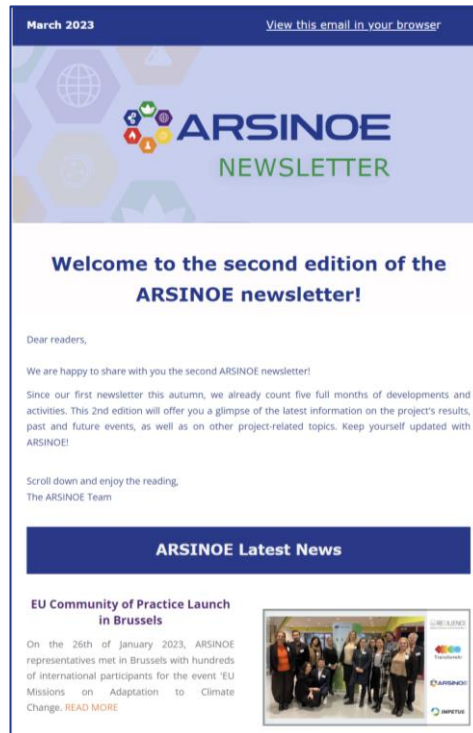 March 2023
View this email in your browser
ARSINOE
NEWSLETTER
Welcome to the second edition of the
ARSINOE newsletter!
Dear readers,
We are happy to share with you the second ARSINOE newsletter!
Since our first newsletter this autumn, we already count five full months of developments and
activities. This 2nd edition will offer you a glimpse of the latest information on the project's results,
past and future events, as well as on other project-related topics. Keep yourself updated with
ARSINOE!
Scroll down and enjoy the reading,
The ARSINOE Team
ARSINOE Latest News
EU Community of Practice Launch
in Brussels
On the 26th of January 2023, ARSINOE
representatives met in Brussels with hundreds
of international participants for the event 'EU
Missions on Adaptation to Climate
Change. READ MORE
TransformAr
ARSINOE
IMPETUS